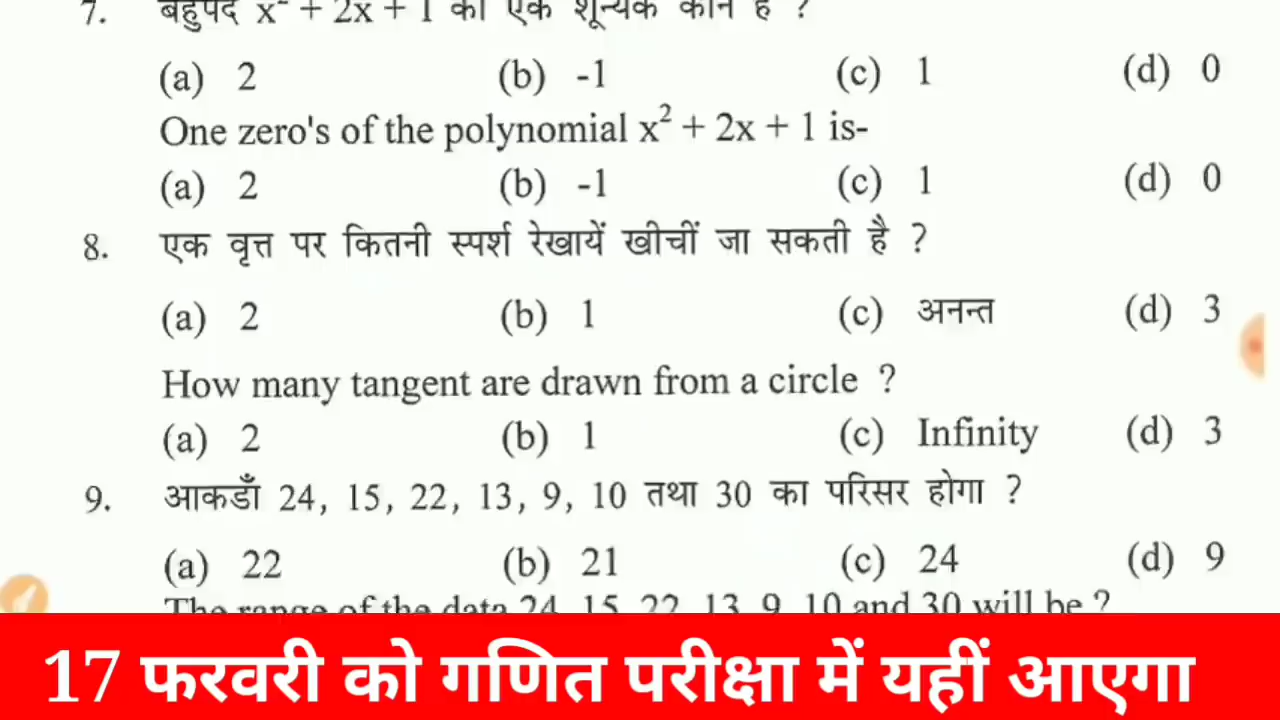 7. बहुपद x² + 2x + 1 का एक शून्यक कौन है ?
(a) 2 (b) -1 (c) 1 (d) 0
One zero's of the polynomial x² + 2x + 1 is-
(a) 2 (b) -1 (c) 1 (d) 0
8. एक वृत्त पर कितनी स्पर्श रेखायें खीचीं जा सकती है ?
(a) 2 (b) 1 (c) अनन्त (d) 3
How many tangent are drawn from a circle ?
(a) 2 (b) 1 (c) Infinity (d) 3
9. आकडाँ 24, 15, 22, 13, 9, 10 तथा 30 का परिसर होगा ?
(a) 22 (b) 21 (c) 24 (d) 9
The range of the data 24, 15, 22, 13, 9, 10 and 30 will be ?
17 फरवरी को गणित परीक्षा में यहीं आएगा